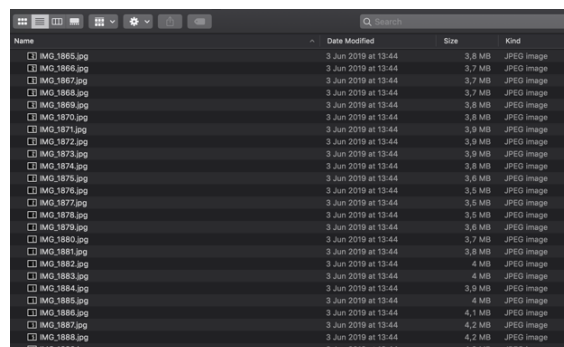 Search
Name Date Modified Size Kind
IMG_1865.jpg 3 Jun 2019 at 13:44 3,8 MB JPEG image
IMG_1866.jpg 3 Jun 2019 at 13:44 3,7 MB JPEG image
IMG_1867.jpg 3 Jun 2019 at 13:44 3,7 MB JPEG image
IMG_1868.jpg 3 Jun 2019 at 13:44 3,7 MB JPEG image
IMG_1869.jpg 3 Jun 2019 at 13:44 3,8 MB JPEG image
IMG_1870.jpg 3 Jun 2019 at 13:44 3,8 MB JPEG image
IMG_1871.jpg 3 Jun 2019 at 13:44 3,9 MB JPEG image
IMG_1872.jpg 3 Jun 2019 at 13:44 3,9 MB JPEG image
IMG_1873.jpg 3 Jun 2019 at 13:44 3,9 MB JPEG image
IMG_1874.jpg 3 Jun 2019 at 13:44 3,8 MB JPEG image
IMG_1875.jpg 3 Jun 2019 at 13:44 3,6 MB JPEG image
IMG_1876.jpg 3 Jun 2019 at 13:44 3,5 MB JPEG image
IMG_1877.jpg 3 Jun 2019 at 13:44 3,5 MB JPEG image
IMG_1878.jpg 3 Jun 2019 at 13:44 3,5 MB JPEG image
IMG_1879.jpg 3 Jun 2019 at 13:44 3,6 MB JPEG image
IMG_1880.jpg 3 Jun 2019 at 13:44 3,7 MB JPEG image
IMG_1881.jpg 3 Jun 2019 at 13:44 3,8 MB JPEG image
IMG_1882.jpg 3 Jun 2019 at 13:44 4 MB JPEG image
IMG_1883.jpg 3 Jun 2019 at 13:44 4 MB JPEG image
IMG_1884.jpg 3 Jun 2019 at 13:44 3,9 MB JPEG image
IMG_1885.jpg 3 Jun 2019 at 13:44 4 MB JPEG image
IMG_1886.jpg 3 Jun 2019 at 13:44 4,1 MB JPEG image
IMG_1887.jpg 3 Jun 2019 at 13:44 4,2 MB JPEG image
IMG_1888.jpg 3 Jun 2019 at 13:44 4,2 MB JPEG image